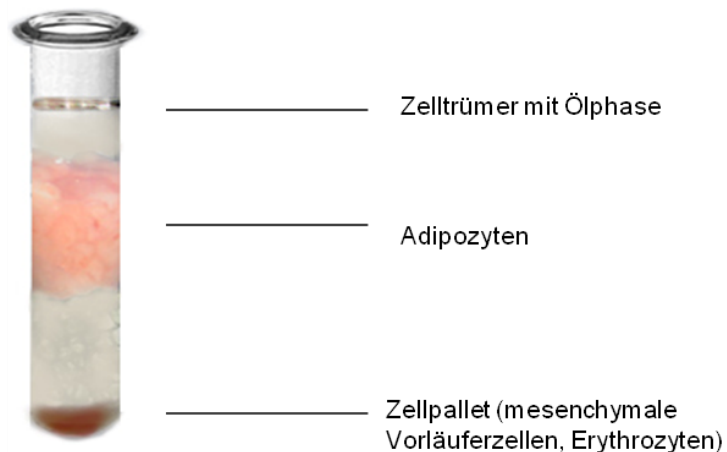 Zelltrümer mit Ölphase
Adipozyten
Zellpallet (mesenchymale
Vorläuferzellen, Erythrozyten)